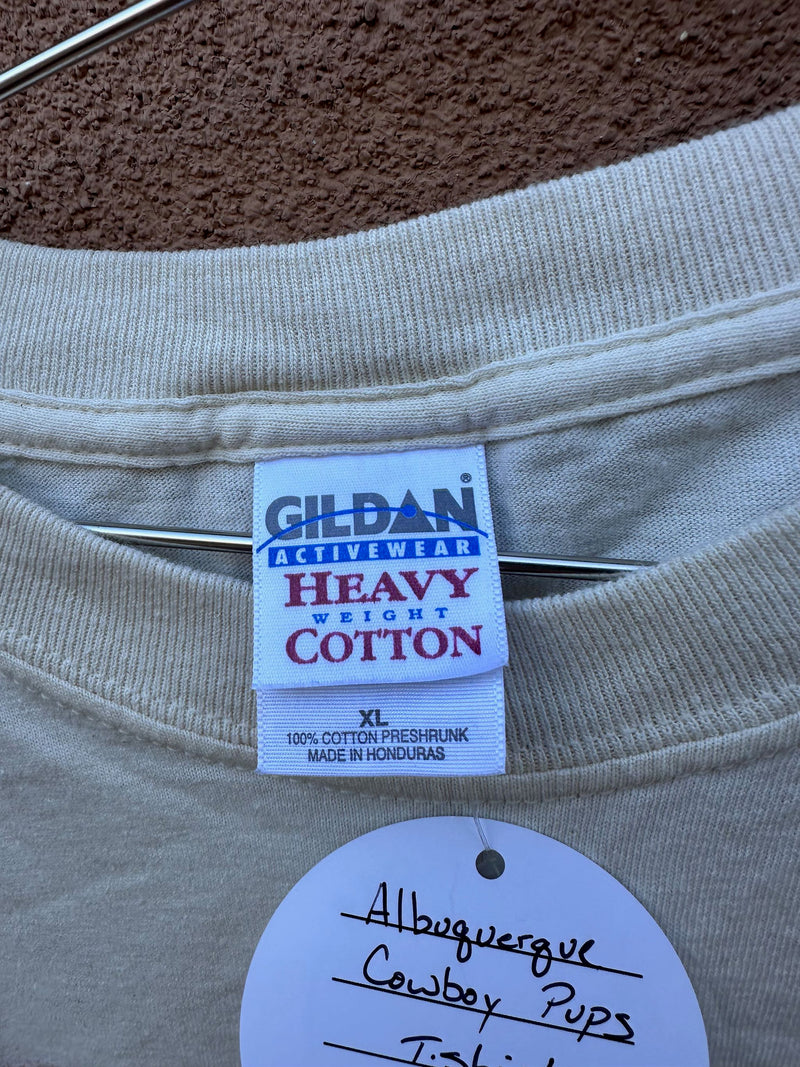 GILDAN®
ACTIVEWEAR
HEAVY
WEIGHT
COTTON
XL
100% COTTON PRESHRUNK
MADE IN HONDURAS
Albuquerque
Cowboy Pups